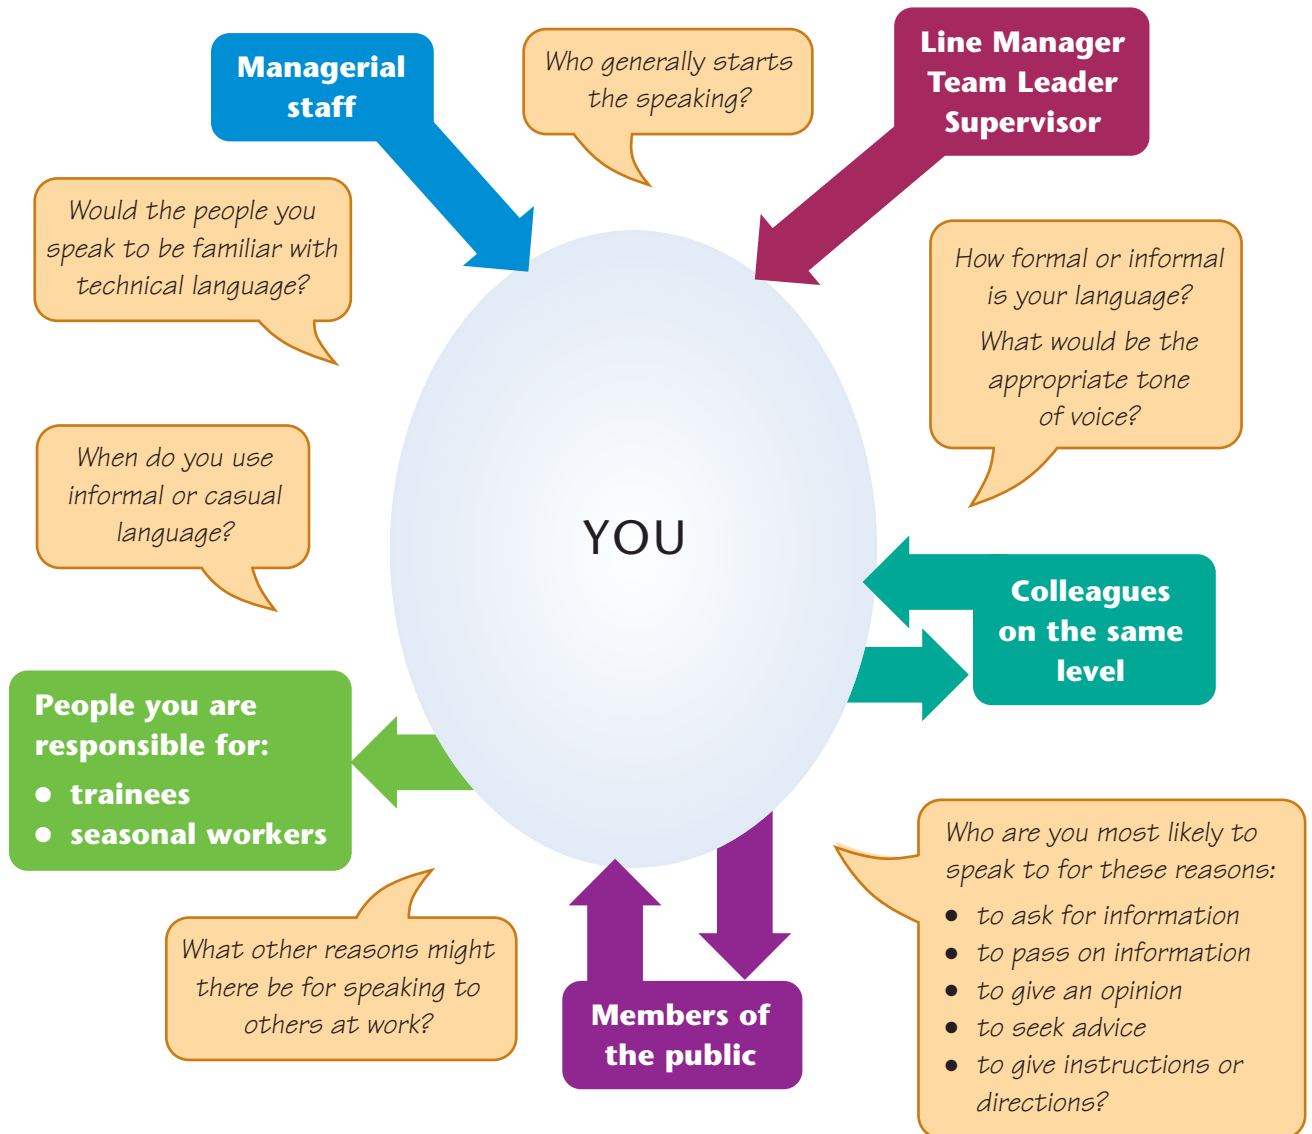 Managerial
staff
Who generally starts
the speaking?
Line Manager
Team Leader
Supervisor
Would the people you
speak to be familiar with
technical language?
How formal or informal
is your language?
What would be the
appropriate tone
of voice?
When do you use
informal or casual
language?
YOU
Colleagues
on the same
level
People you are
responsible for:
● trainees
● seasonal workers
Who are you most likely to
speak to for these reasons:
● to ask for information
● to pass on information
● to give an opinion
● to seek advice
● to give instructions or
directions?
What other reasons might
there be for speaking to
others at work?
Members of
the public